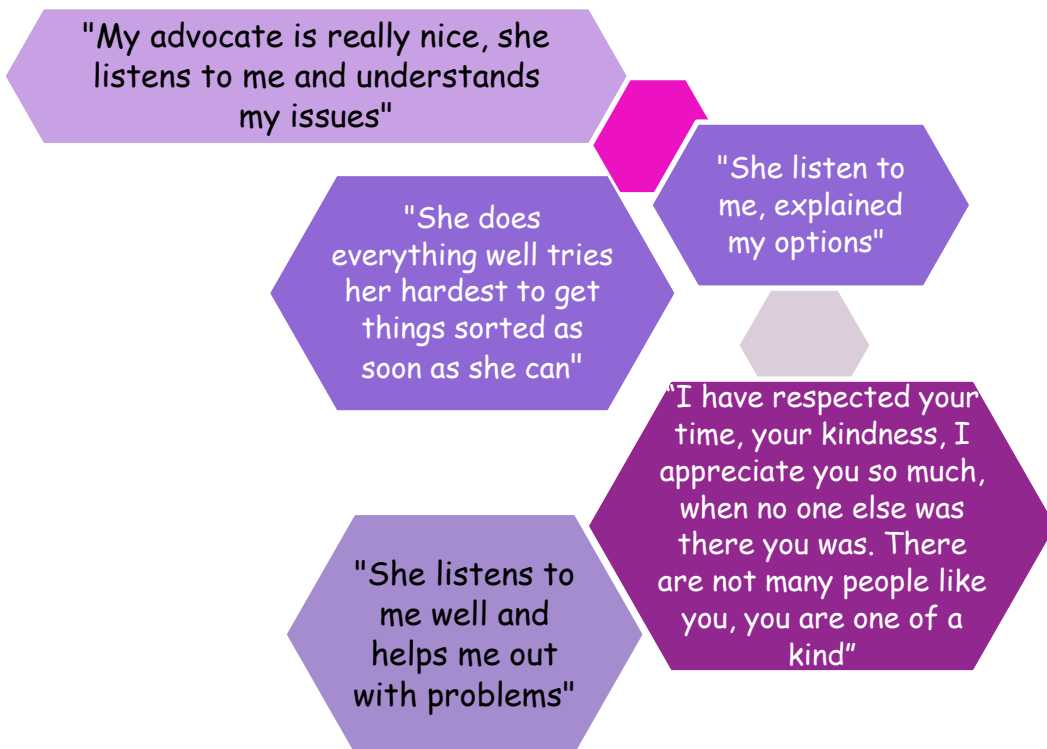 "My advocate is really nice, she
listens to me and understands
my issues"
"She listen to
me, explained
my options"
"She does
everything well tries
her hardest to get
things sorted as
soon as she can"
“I have respected your
time, your kindness, I
appreciate you so much,
when no one else was
there you was. There
are not many people like
you, you are one of a
kind”
"She listens to
me well and
helps me out
with problems"